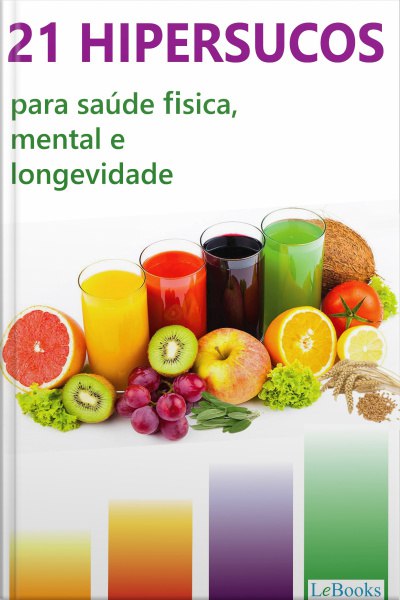 21 HIPERSUCOS
para saúde fisica,
mental e
longevidade
LeBooks